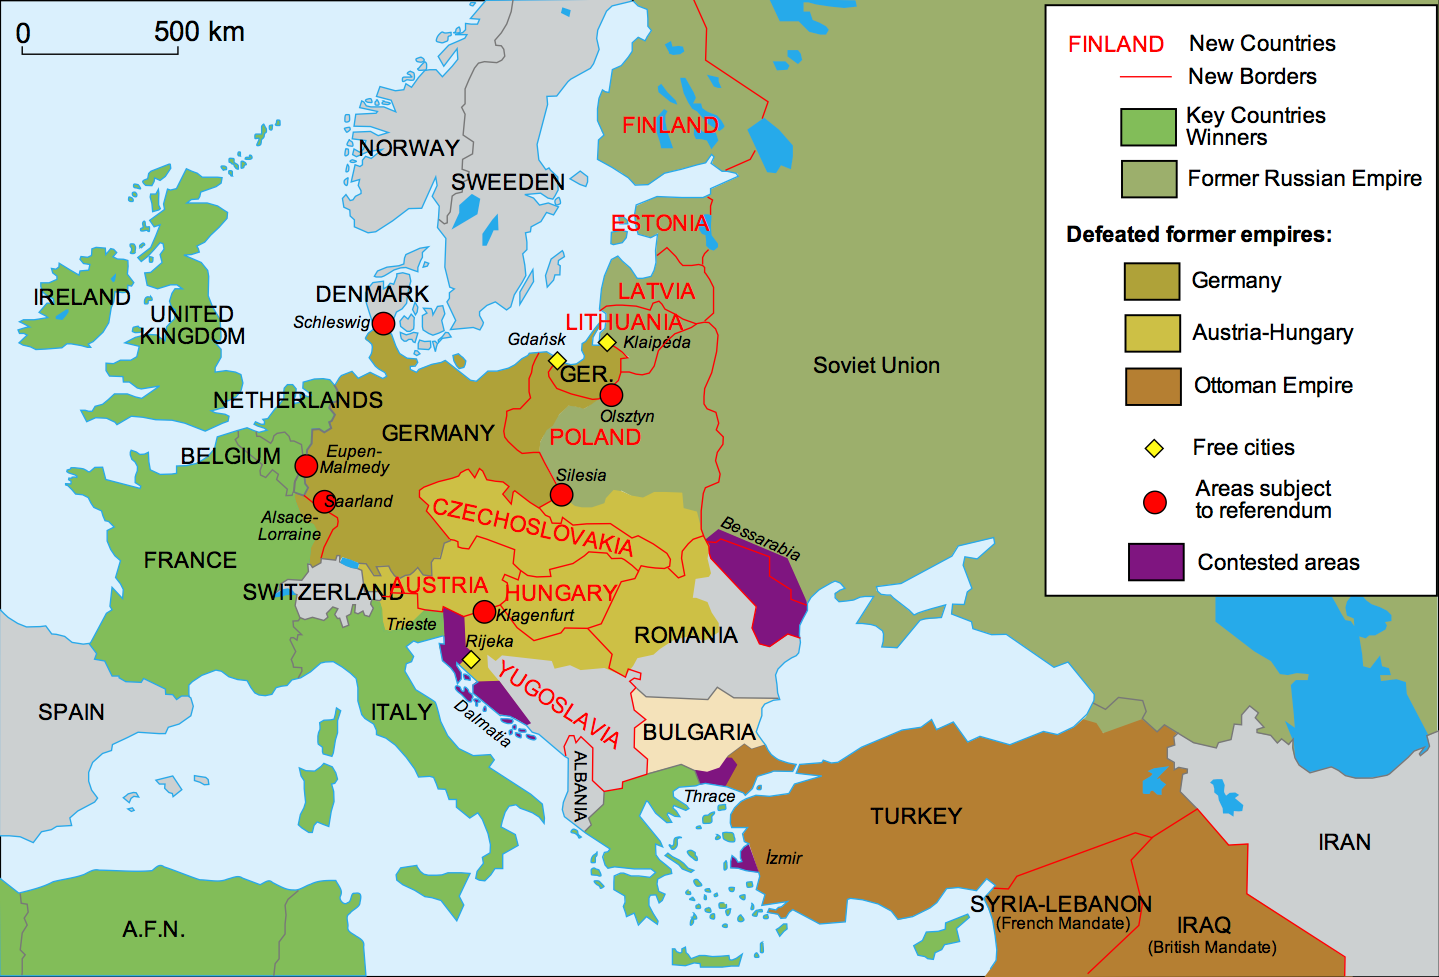 0 500 km
FINLAND New Countries
New Borders
Key Countries
Winners
Former Russian Empire
Defeated former empires:
Germany
Austria-Hungary
Ottoman Empire
Free cities
Areas subject
to referendum
Contested areas
NORWAY
SWEEDEN
FINLAND
ESTONIA
LATVIA
LITHUANIA
Klaipėda
IRELAND
UNITED
KINGDOM
DENMARK
Schleswig
Gdańsk
GER.
Olsztyn
Soviet Union
NETHERLANDS
GERMANY
POLAND
BELGIUM
Eupen-
Malmedy
Silesia
Saarland
Alsace-
Lorraine
CZECHOSLOVAKIA
Bessarabia
FRANCE
SWITZERLAND
AUSTRIA
HUNGARY
Klagenfurt
Trieste
Rijeka
ROMANIA
YUGOSLAVIA
SPAIN
ITALY
Dalmatia
BULGARIA
ALBANIA
Thrace
TURKEY
İzmir
IRAN
SYRIA-LEBANON
(French Mandate)
IRAQ
(British Mandate)
A.F.N.